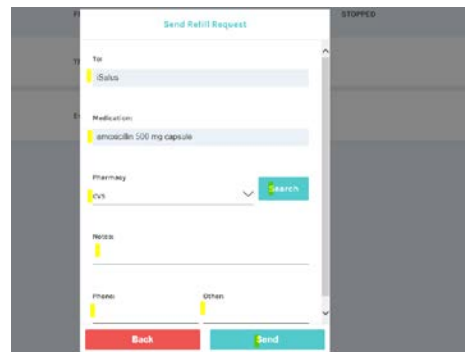 STOPPED
Send Refill Request
To:
iSalus
Medication:
amoxicillin 500 mg capsule
Pharmacy
cvs
Search
Notes:
Phone:
Other:
Back
Send